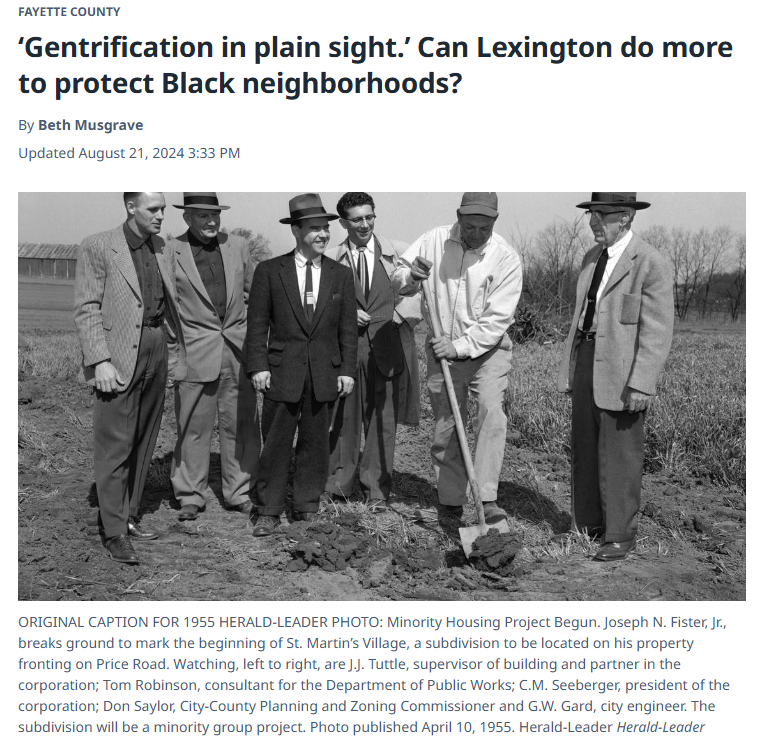 FAYETTE COUNTY
‘Gentrification in plain sight.’ Can Lexington do more
to protect Black neighborhoods?
By Beth Musgrave
Updated August 21, 2024 3:33 PM
ORIGINAL CAPTION FOR 1955 HERALD-LEADER PHOTO: Minority Housing Project Begun. Joseph N. Fister, Jr.,
breaks ground to mark the beginning of St. Martin’s Village, a subdivision to be located on his property
fronting on Price Road. Watching, left to right, are J.J. Tuttle, supervisor of building and partner in the
corporation; Tom Robinson, consultant for the Department of Public Works; C.M. Seeberger, president of the
corporation; Don Saylor, City-County Planning and Zoning Commissioner and G.W. Gard, city engineer. The
subdivision will be a minority group project. Photo published April 10, 1955. Herald-Leader Herald-Leader